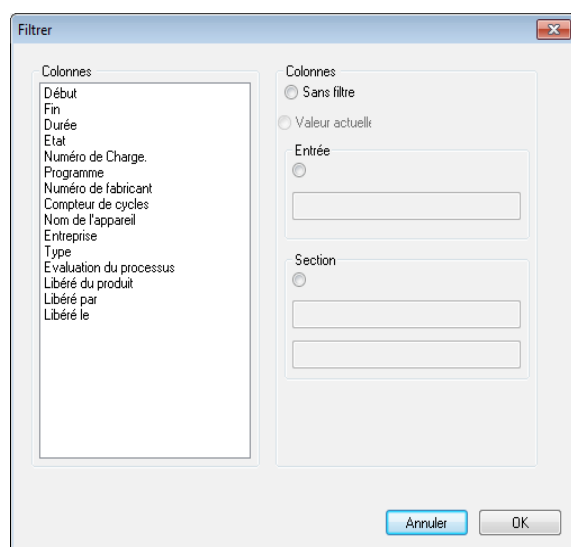 Filtrer
Colonnes
Début
Fin
Durée
Etat
Numéro de Charge.
Programme
Numéro de fabricant
Compteur de cycles
Nom de l'appareil
Entreprise
Type
Evaluation du processus
Libéré du produit
Libéré par
Libéré le
Colonnes
Sans filtre
Valeur actuelle
Entrée
Section
Annuler
OK